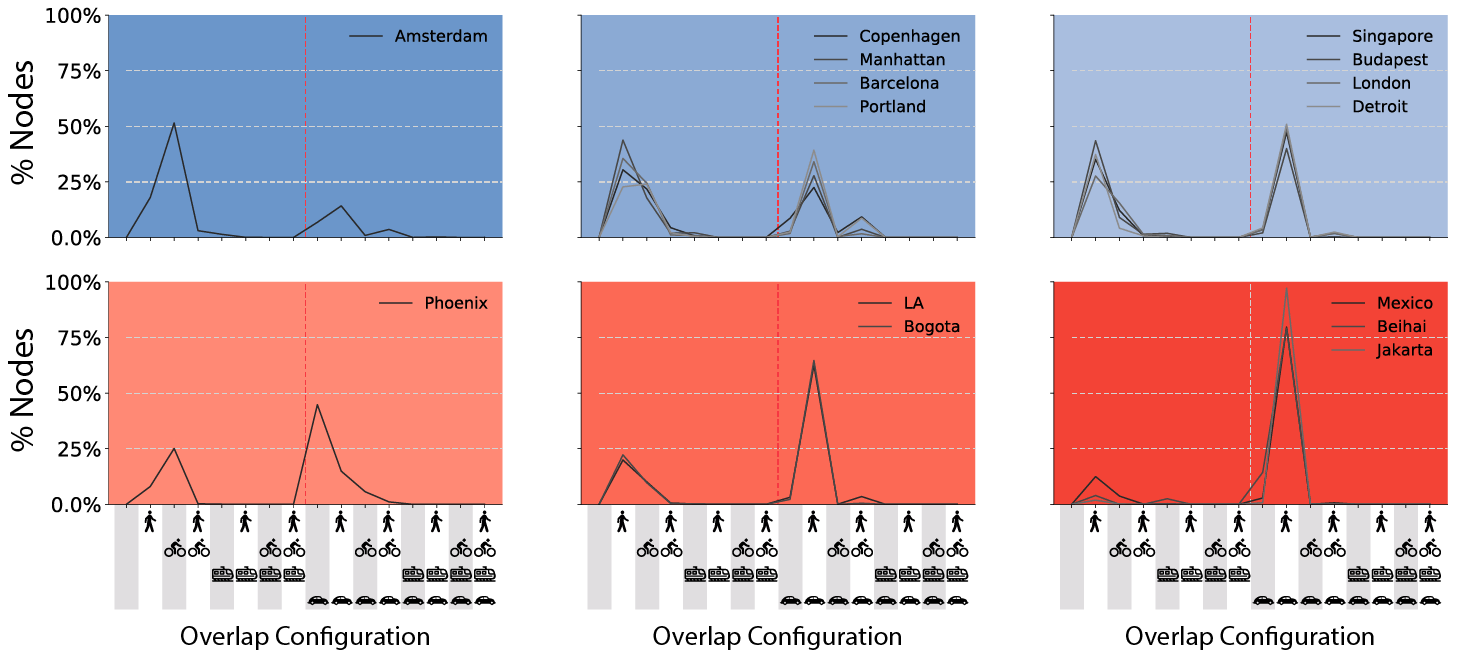 100%
75%
50%
25%
0.0%
% Nodes
Amsterdam
Copenhagen
Manhattan
Barcelona
Portland
Singapore
Budapest
London
Detroit
100%
75%
50%
25%
0.0%
% Nodes
Phoenix
LA
Bogota
Mexico
Beihai
Jakarta
Overlap Configuration
Overlap Configuration
Overlap Configuration